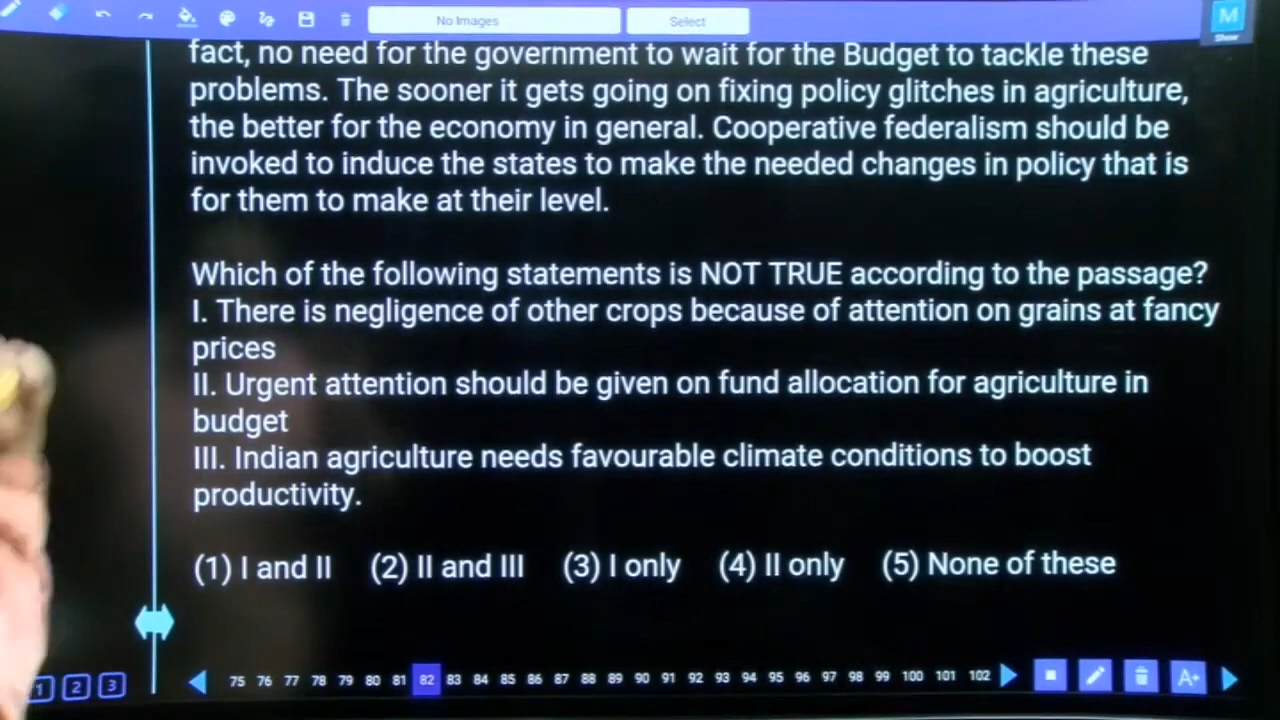 No Images
Select
M
Show
fact, no need for the government to wait for the Budget to tackle these
problems. The sooner it gets going on fixing policy glitches in agriculture,
the better for the economy in general. Cooperative federalism should be
invoked to induce the states to make the needed changes in policy that is
for them to make at their level.
Which of the following statements is NOT TRUE according to the passage?
I. There is negligence of other crops because of attention on grains at fancy
prices
II. Urgent attention should be given on fund allocation for agriculture in
budget
III. Indian agriculture needs favourable climate conditions to boost
productivity.
(1) I and II (2) II and III (3) I only (4) II only (5) None of these
1 2 3
75 76 77 78 79 80 81 82 83 84 85 86 87 88 89 90 91 92 93 94 95 96 97 98 99 100 101 102
A+